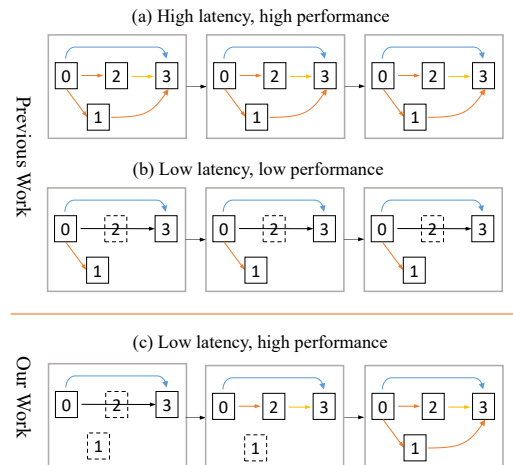 (a) High latency, high performance
0 2 3 0 2 3 0 2 3
1 1 1
Previous Work
(b) Low latency, low performance
0 2 3 0 2 3 0 2 3
1 1 1
(c) Low latency, high performance
Our Work
0 2 3 0 2 3 0 2 3
1 1 1